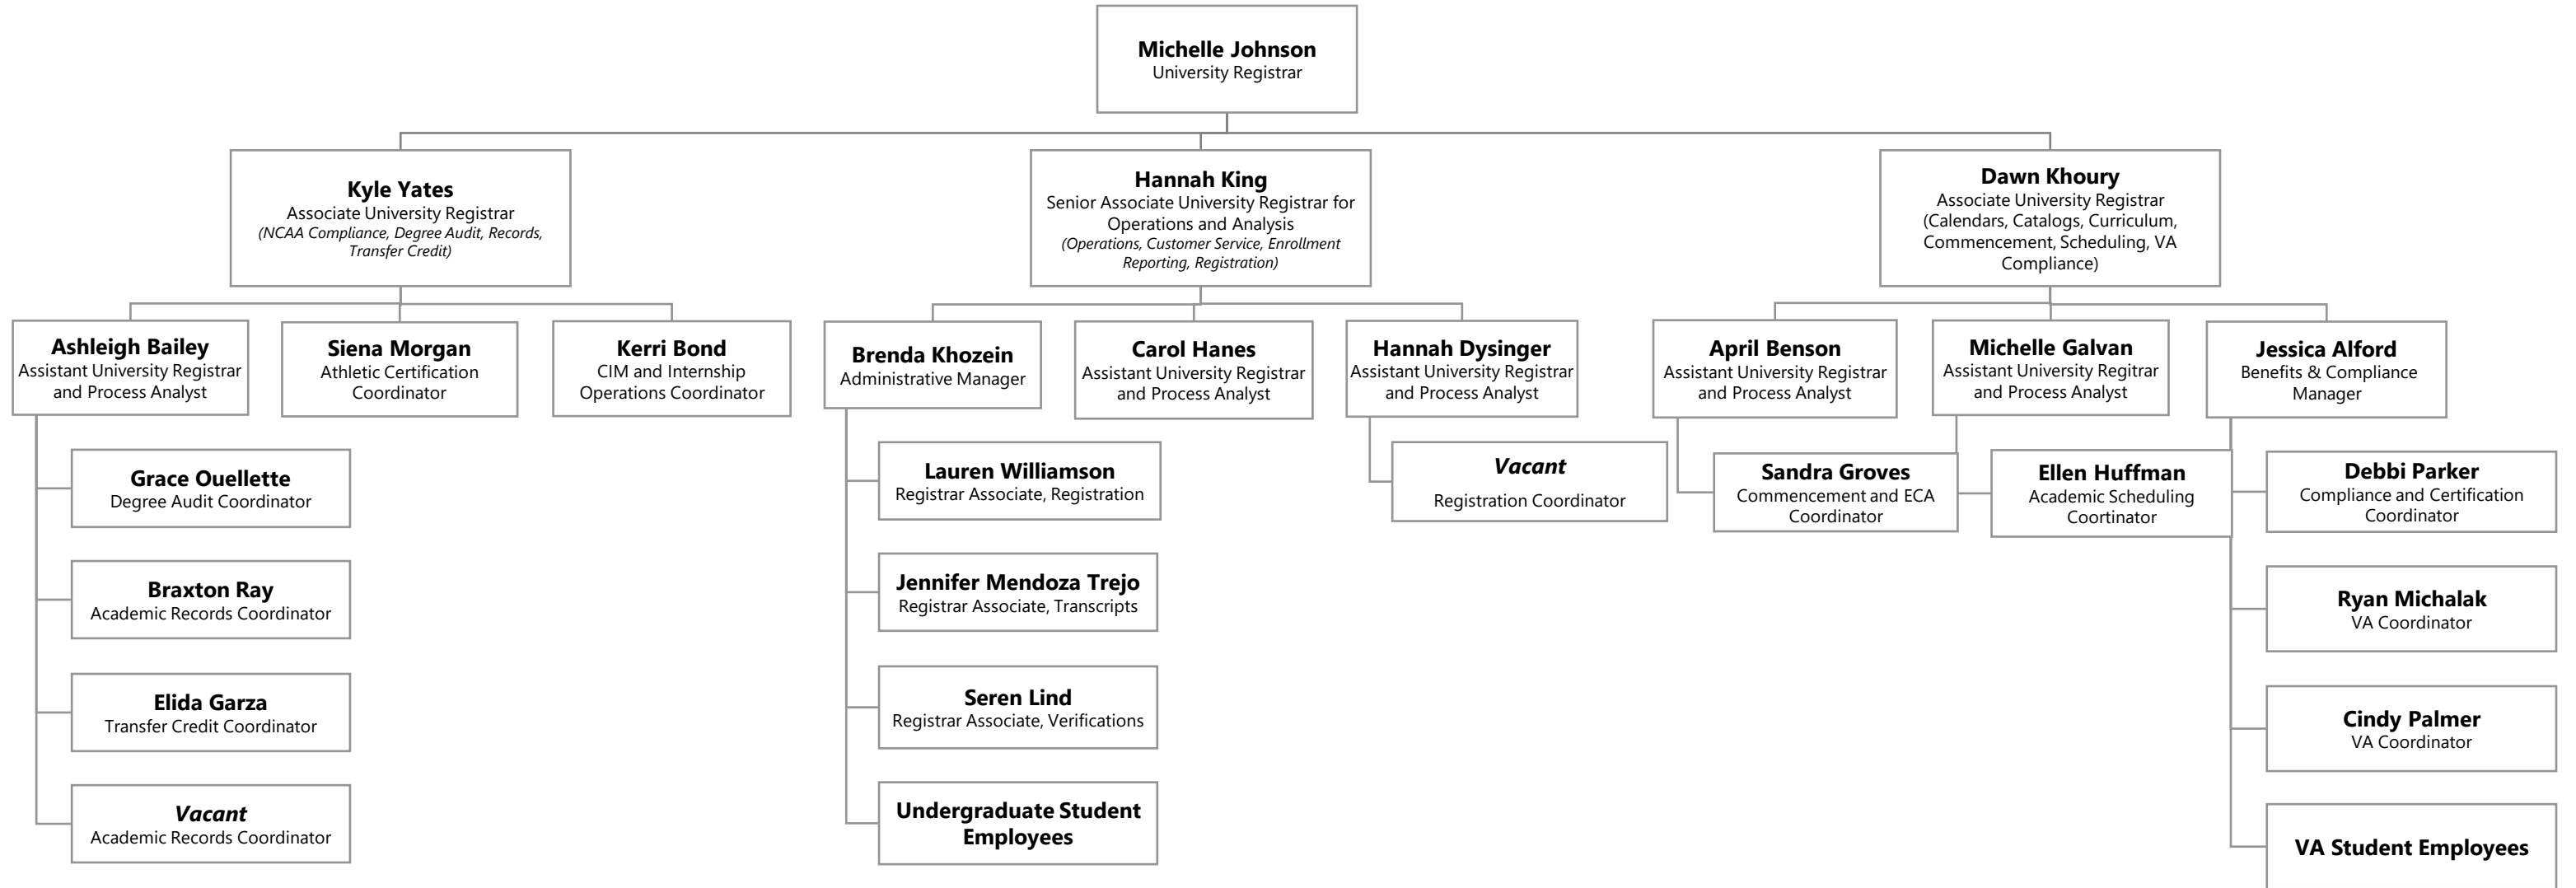 Michelle Johnson
University Registrar
Kyle Yates
Associate University Registrar
(NCAA Compliance, Degree Audit, Records,
Transfer Credit)
Hannah King
Senior Associate University Registrar for
Operations and Analysis
(Operations, Customer Service, Enrollment
Reporting, Registration)
Dawn Khoury
Associate University Registrar
(Calendars, Catalogs, Curriculum,
Commencement, Scheduling, VA
Compliance)
Ashleigh Bailey
Assistant University Registrar
and Process Analyst
Siena Morgan
Athletic Certification
Coordinator
Kerri Bond
CIM and Internship
Operations Coordinator
Brenda Khozein
Administrative Manager
Carol Hanes
Assistant University Registrar
and Process Analyst
Hannah Dysinger
Assistant University Registrar
and Process Analyst
April Benson
Assistant University Registrar
and Process Analyst
Michelle Galvan
Assistant University Regitrar
and Process Analyst
Jessica Alford
Benefits & Compliance
Manager
Grace Ouellette
Degree Audit Coordinator
Braxton Ray
Academic Records Coordinator
Elida Garza
Transfer Credit Coordinator
Vacant
Academic Records Coordinator
Lauren Williamson
Registrar Associate, Registration
Jennifer Mendoza Trejo
Registrar Associate, Transcripts
Seren Lind
Registrar Associate, Verifications
Undergraduate Student
Employees
Vacant
Registration Coordinator
Sandra Groves
Commencement and ECA
Coordinator
Ellen Huffman
Academic Scheduling
Coortinator
Debbi Parker
Compliance and Certification
Coordinator
Ryan Michalak
VA Coordinator
Cindy Palmer
VA Coordinator
VA Student Employees